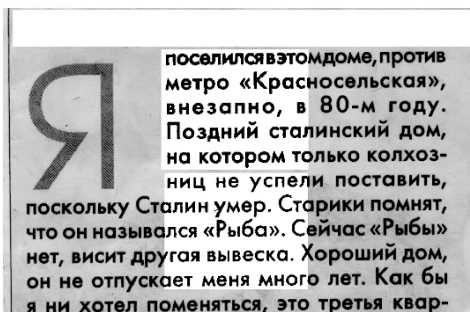 Я поселился в этом доме, против
метро «Красносельская»,
внезапно, в 80-м году.
Поздний сталинский дом,
на котором только колхоз-
ниц не успели поставить,
поскольку Сталин умер. Старики помнят,
что он назывался «Рыба». Сейчас «Рыбы»
нет, висит другая вывеска. Хороший дом,
он не отпускает меня много лет. Как бы
я ни хотел поменяться, это третья квар-